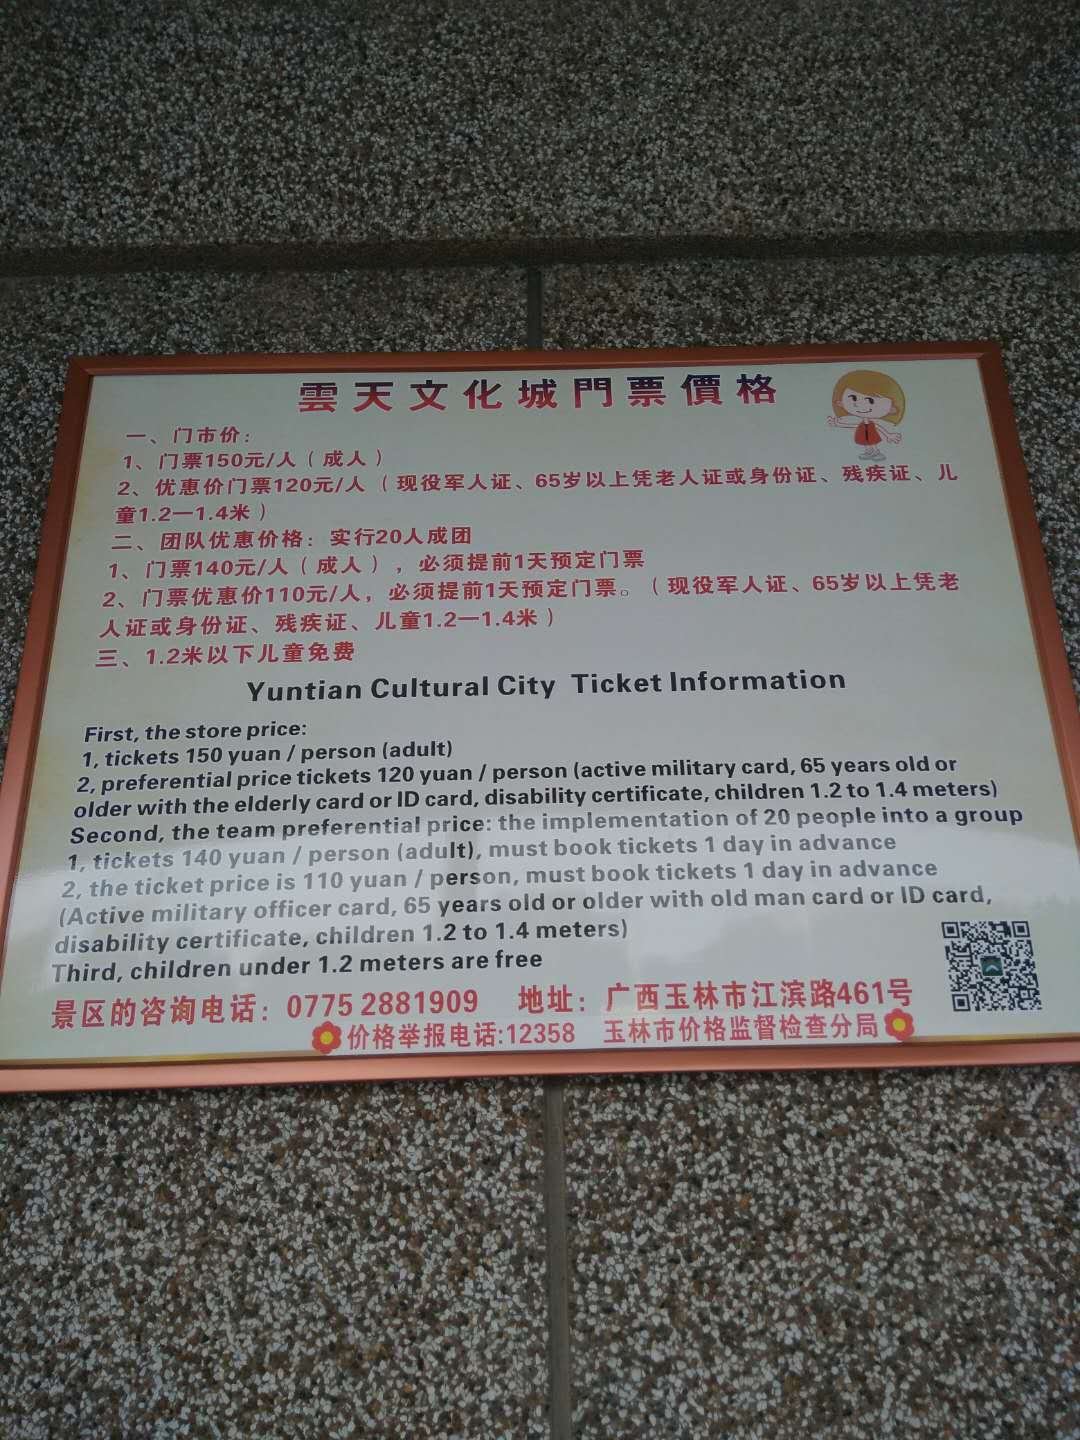 雲天文化城門票價格
一、门市价：
1、门票150元/人（成人）
2、优惠价门票120元/人（现役军人证、65岁以上凭老人证或身份证、残疾证、儿
童1.2—1.4米）
二、团队优惠价格：实行20人成团
1、门票140元/人（成人），必须提前1天预定门票
2、门票优惠价110元/人，必须提前1天预定门票。（现役军人证、65岁以上凭老
人证或身份证、残疾证、儿童1.2—1.4米）
三、1.2米以下儿童免费
Yuntian Cultural City Ticket Information
First, the store price:
1, tickets 150 yuan / person (adult)
2, preferential price tickets 120 yuan / person (active military card, 65 years old or
older with the elderly card or ID card, disability certificate, children 1.2 to 1.4 meters)
Second, the team preferential price: the implementation of 20 people into a group
1, tickets 140 yuan / person (adult), must book tickets 1 day in advance
2, the ticket price is 110 yuan / person, must book tickets 1 day in advance
(Active military officer card, 65 years old or older with old man card or ID card,
disability certificate, children 1.2 to 1.4 meters)
Third, children under 1.2 meters are free
景区的咨询电话：0775 2881909 地址：广西玉林市江滨路461号
价格举报电话:12358 玉林市价格监督检查分局